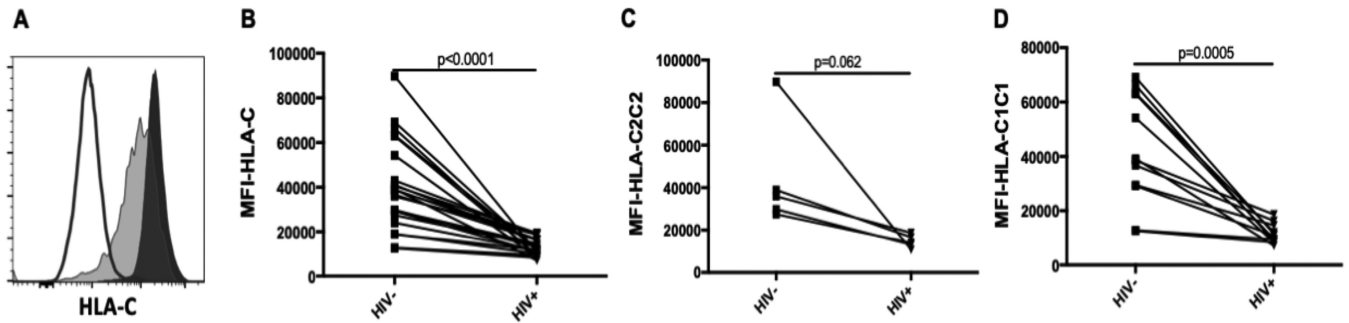 A
HLA-C
B
MFI-HLA-C
100000
80000
60000
40000
20000
0
p<0.0001
HIV-
HIV+
C
MFI-HLA-C2C2
100000
80000
60000
40000
20000
0
p=0.062
HIV-
HIV+
D
MFI-HLA-C1C1
80000
60000
40000
20000
0
p=0.0005
HIV-
HIV+